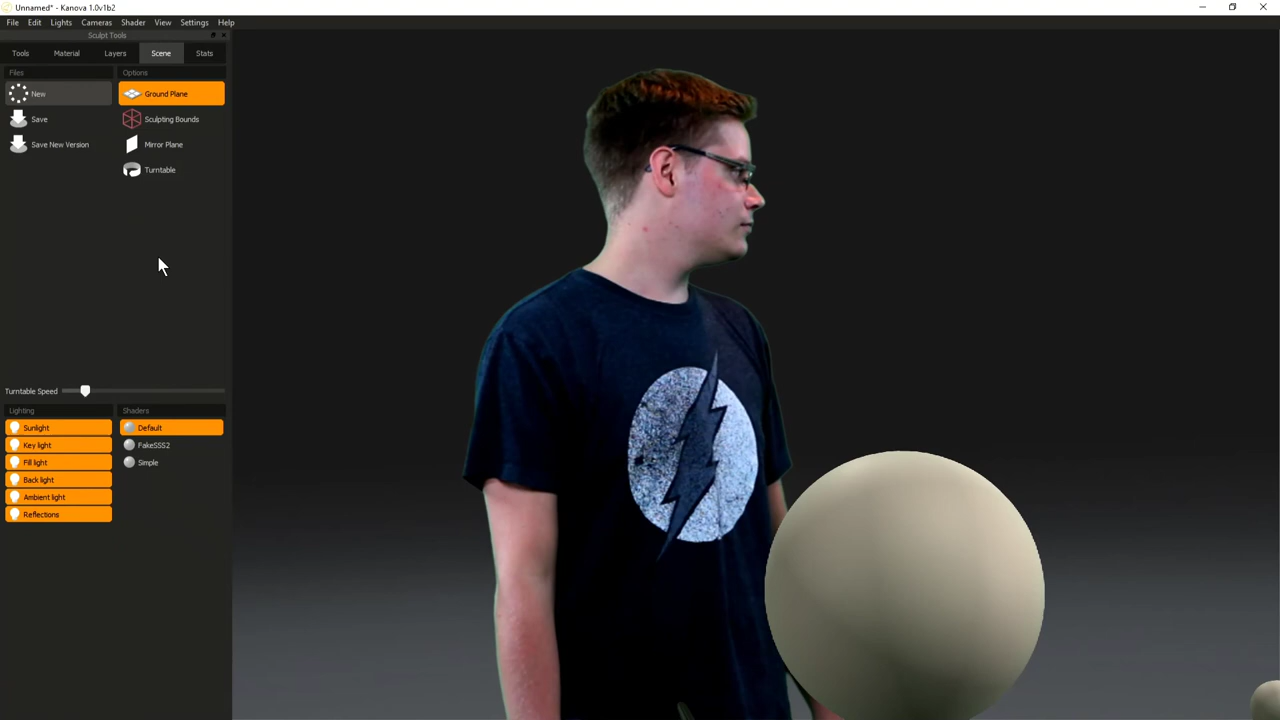 Unnamed* - Kanova 1.0v1b2
File Edit Lights Cameras Shader View Settings Help
Sculpt Tools
Tools Material Layers Scene Stats
Files Options
New Ground Plane
Save Sculpting Bounds
Save New Version Mirror Plane
Turntable
Turntable Speed
Lighting Shaders
Sunlight Default
Key light FakeSSS2
Fill light Simple
Back light
Ambient light
Reflections